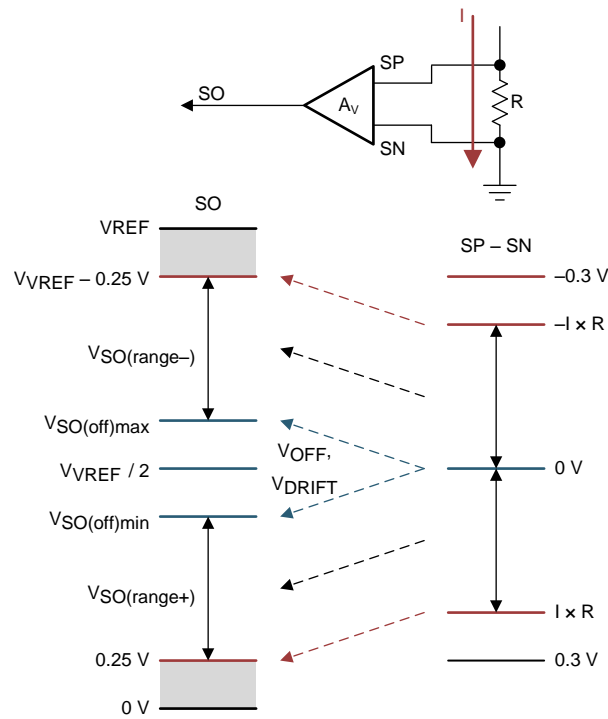 I
SP
SO
A_V
R
SN
SO
VREF
SP – SN
V_VREF – 0.25 V
–0.3 V
–I × R
V_SO(range–)
V_SO(off)max
V_OFF,
V_VREF / 2
0 V
V_DRIFT
V_SO(off)min
V_SO(range+)
I × R
0.25 V
0.3 V
0 V